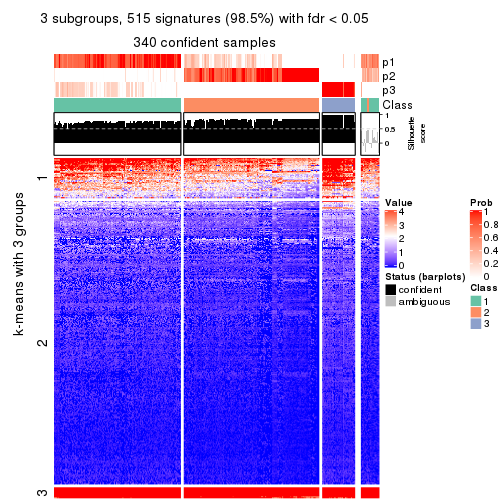 3 subgroups, 515 signatures (98.5%) with fdr < 0.05
340 confident samples
p1
p2
p3
Class
1
0.5
0
Silhouette
score
k-means with 3 groups
1
2
3
Value
4
3
2
1
0
Status (barplots)
confident
ambiguous
Prob
1
0.8
0.6
0.4
0.2
0
Class
1
2
3